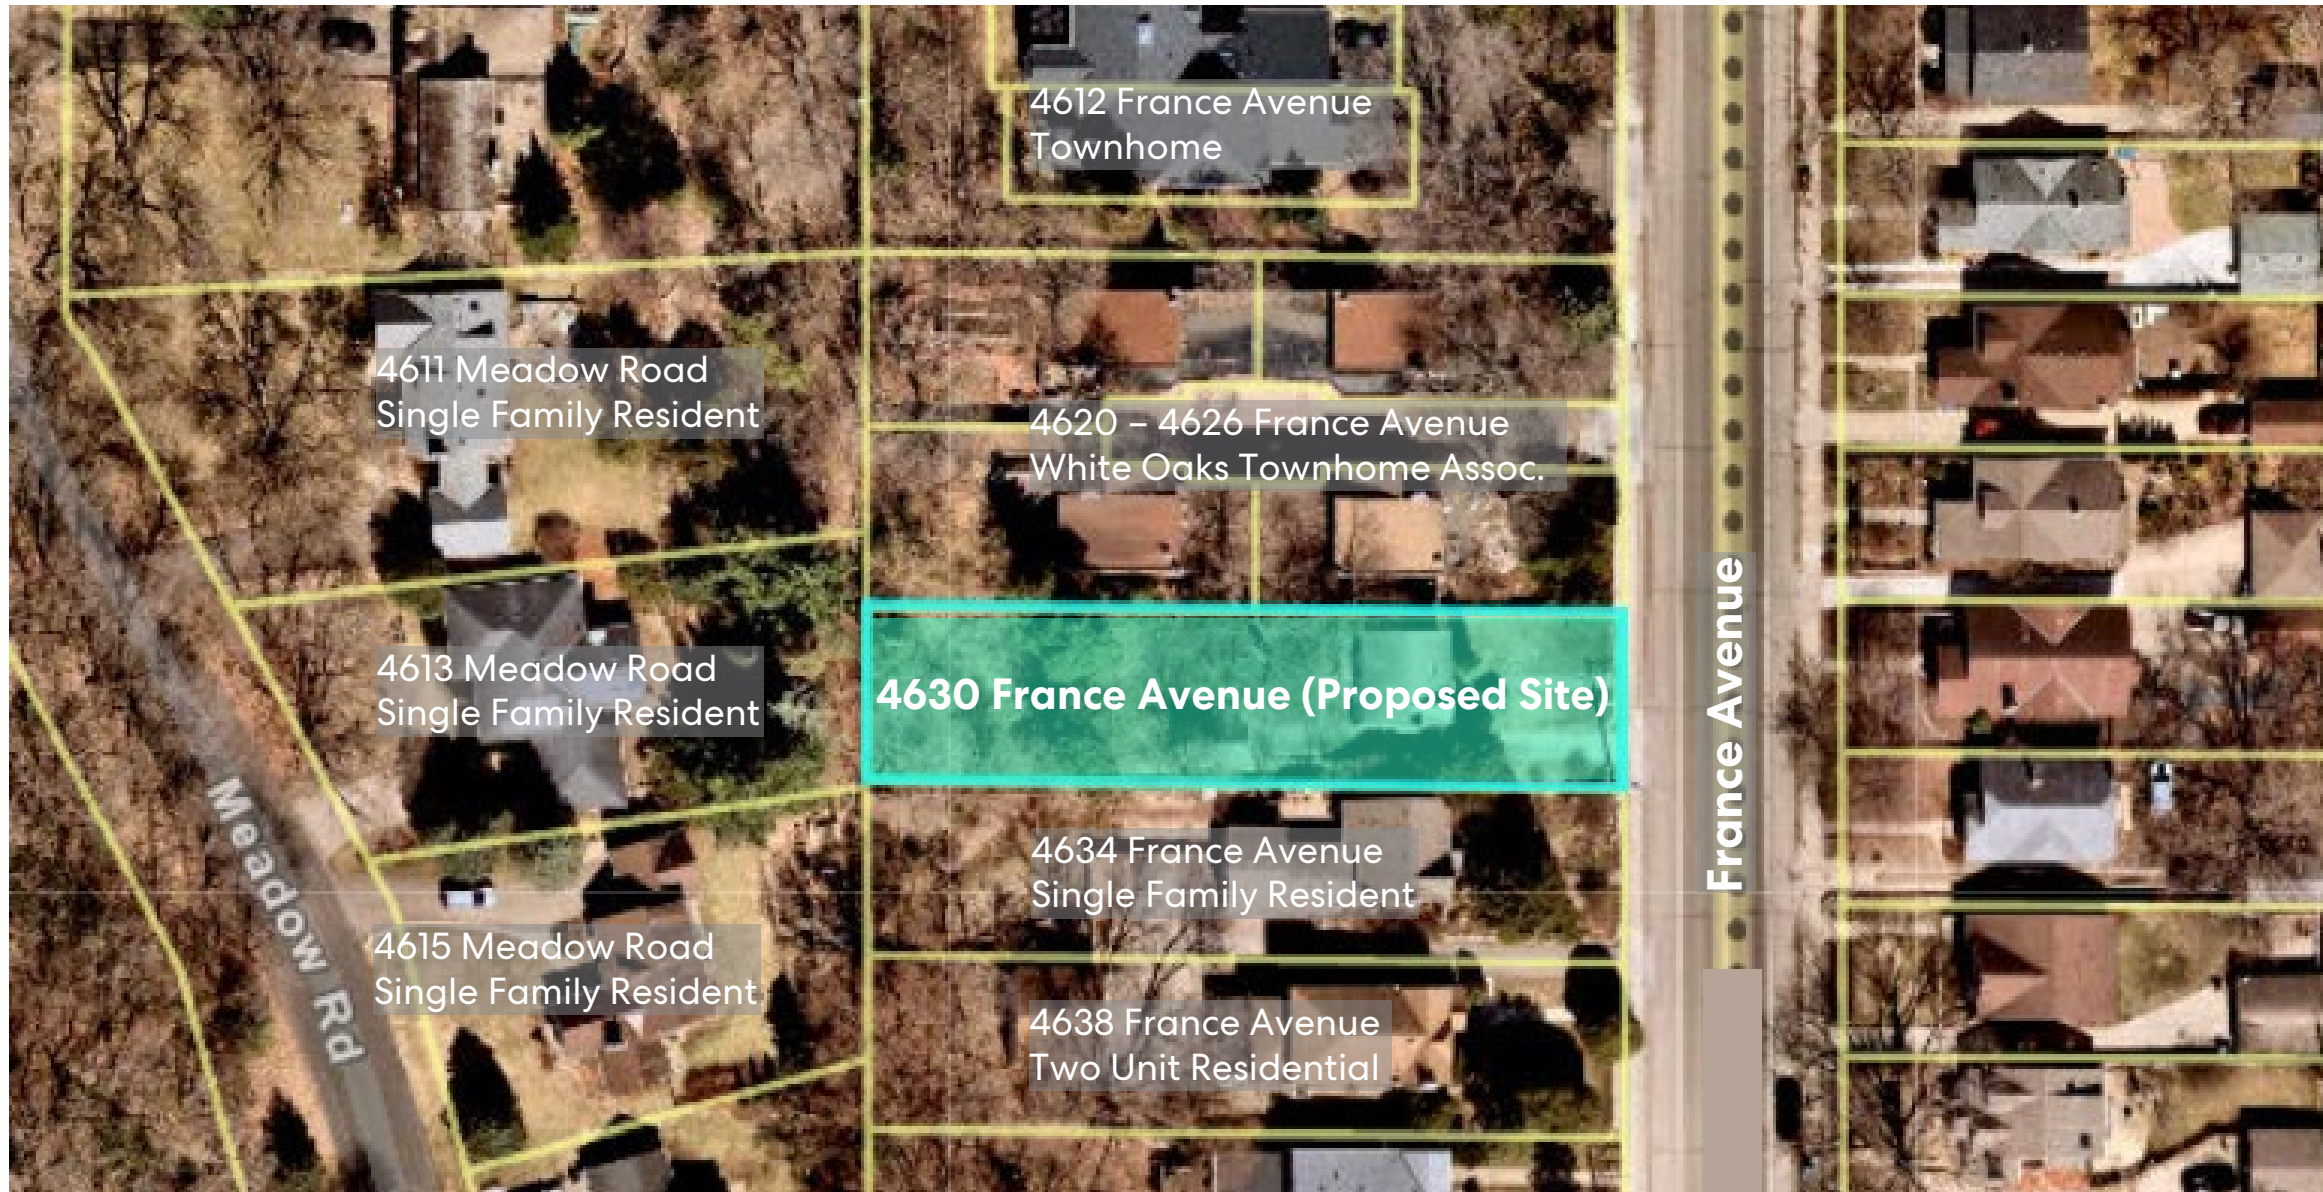 4612 France Avenue
Townhome
4611 Meadow Road
Single Family Resident
4620 – 4626 France Avenue
White Oaks Townhome Assoc.
4613 Meadow Road
Single Family Resident
4630 France Avenue (Proposed Site)
France Avenue
4634 France Avenue
Single Family Resident
Meadow Rd
4615 Meadow Road
Single Family Resident
4638 France Avenue
Two Unit Residential